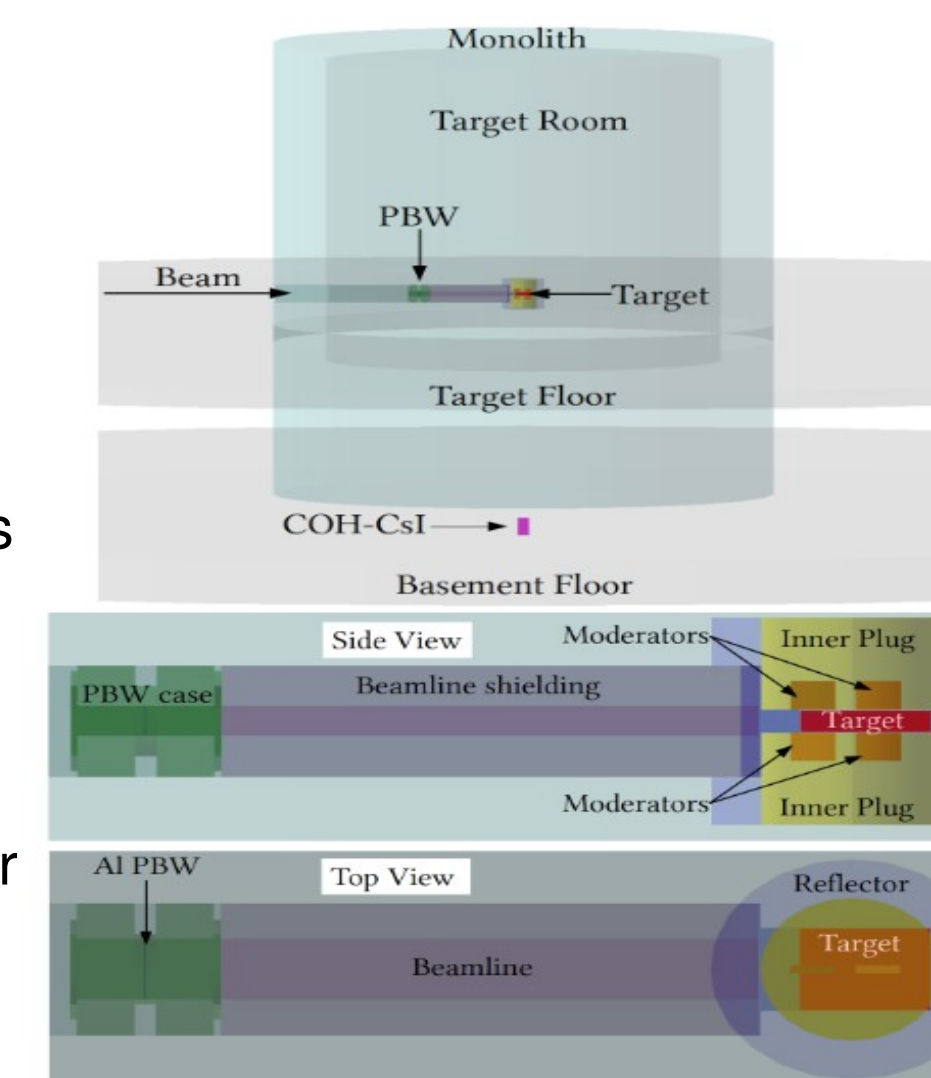 Monolith
Target Room
PBW
Beam
Target
Target Floor
COH-CsI
s
Basement Floor
Side View
Moderators
Inner Plug
PBW case
Beamline shielding
Target
Moderators
Inner Plug
r
Al PBW
Top View
Reflector
Target
Beamline